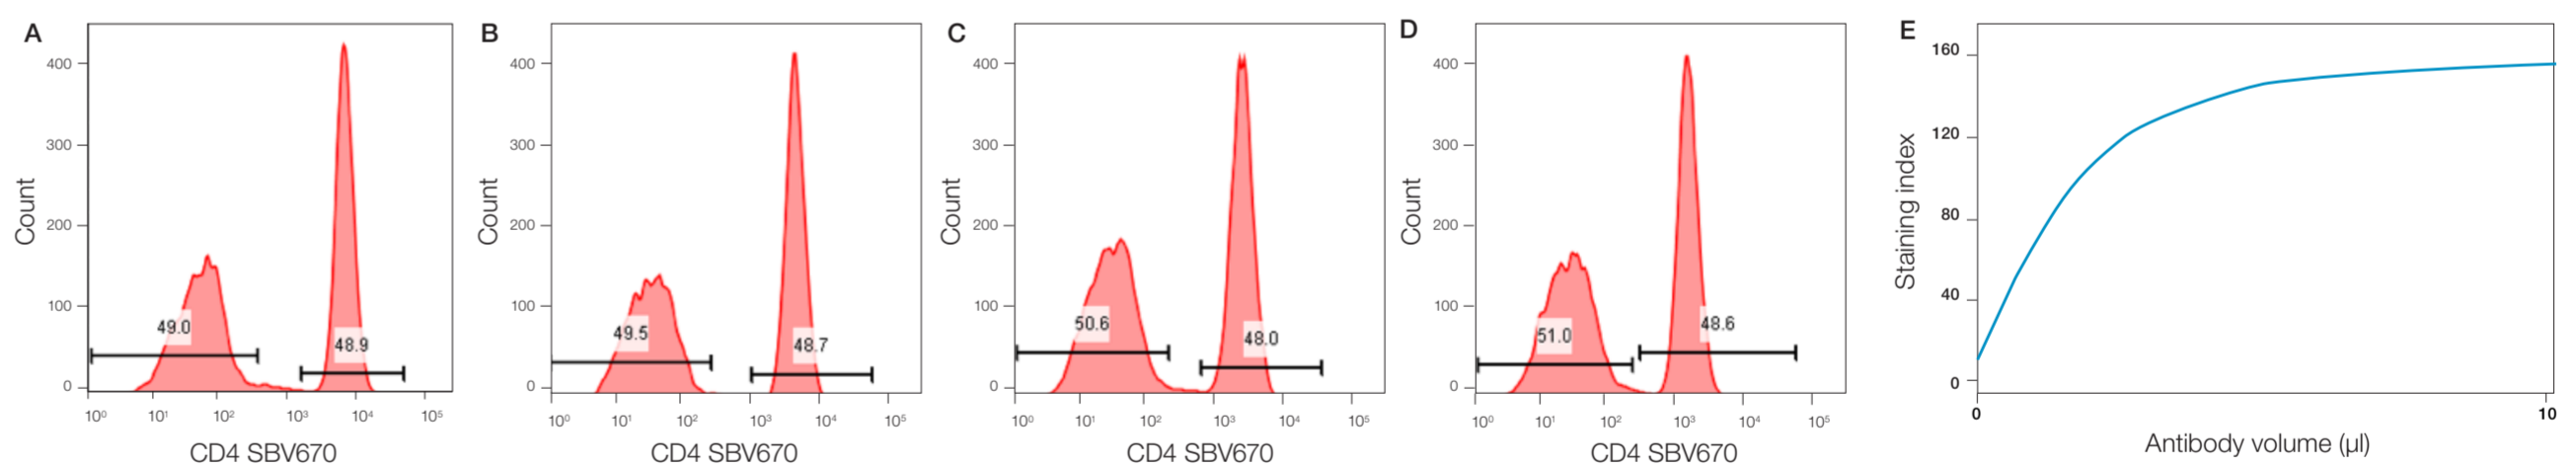 A
400
300
200
100
0
Count
49.0
48.9
10⁰ 10¹ 10² 10³ 10⁴ 10⁵
CD4 SBV670
B
400
300
200
100
0
Count
49.5
48.7
10⁰ 10¹ 10² 10³ 10⁴ 10⁵
CD4 SBV670
C
400
300
200
100
0
Count
50.6
48.0
10⁰ 10¹ 10² 10³ 10⁴ 10⁵
CD4 SBV670
D
400
300
200
100
0
Count
51.0
48.6
10⁰ 10¹ 10² 10³ 10⁴ 10⁵
CD4 SBV670
E
160
120
80
40
0
Staining index
0 10
Antibody volume (µl)